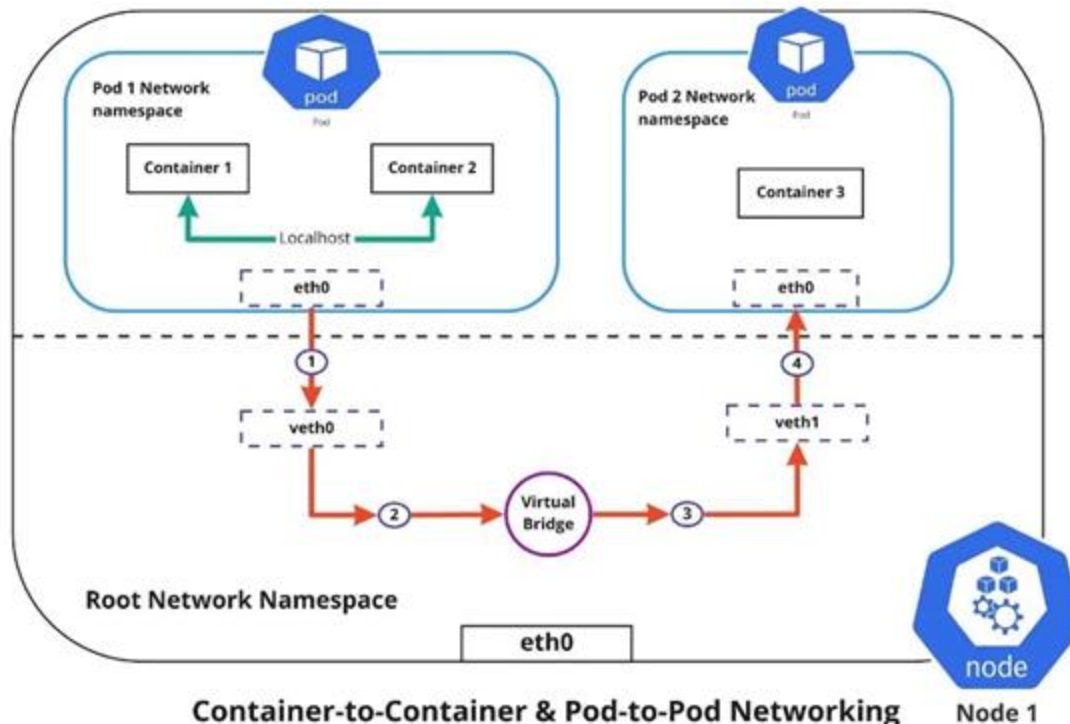 pod
Pod
Pod 1 Network
namespace
Container 1
Container 2
Localhost
eth0
pod
Pod
Pod 2 Network
namespace
Container 3
eth0
1
4
veth0
veth1
2
Virtual
Bridge
3
Root Network Namespace
eth0
node
Container-to-Container & Pod-to-Pod Networking
Node 1